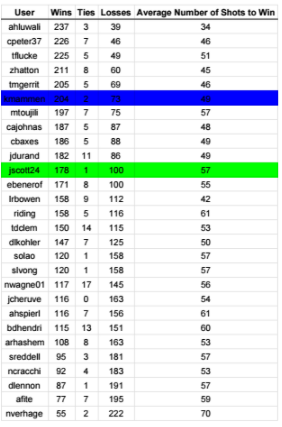 User Wins Ties Losses Average Number of Shots to Win
ahluwali 237 3 39 34
cpeter37 226 7 46 46
tflucke 225 5 49 51
zhatton 211 8 60 45
tmgerrit 205 5 69 46
mtoujili 197 7 75 57
cajohnas 187 5 87 48
cbaxes 186 5 88 49
jdurand 182 11 86 49
jscott24 178 1 100 57
ebenerof 171 8 100 55
lrbowen 158 9 112 42
riding 158 5 116 61
tdclem 150 14 115 53
dlkohler 147 7 125 50
solao 120 1 158 57
slvong 120 1 158 57
nwagne01 117 17 145 56
jcheruve 116 0 163 54
ahspierl 116 7 156 61
bdhendri 115 13 151 60
arhashem 108 8 163 53
sreddell 95 3 181 57
ncracchi 92 4 183 53
dlennon 87 1 191 57
afite 77 7 195 59
nverhage 55 2 222 70